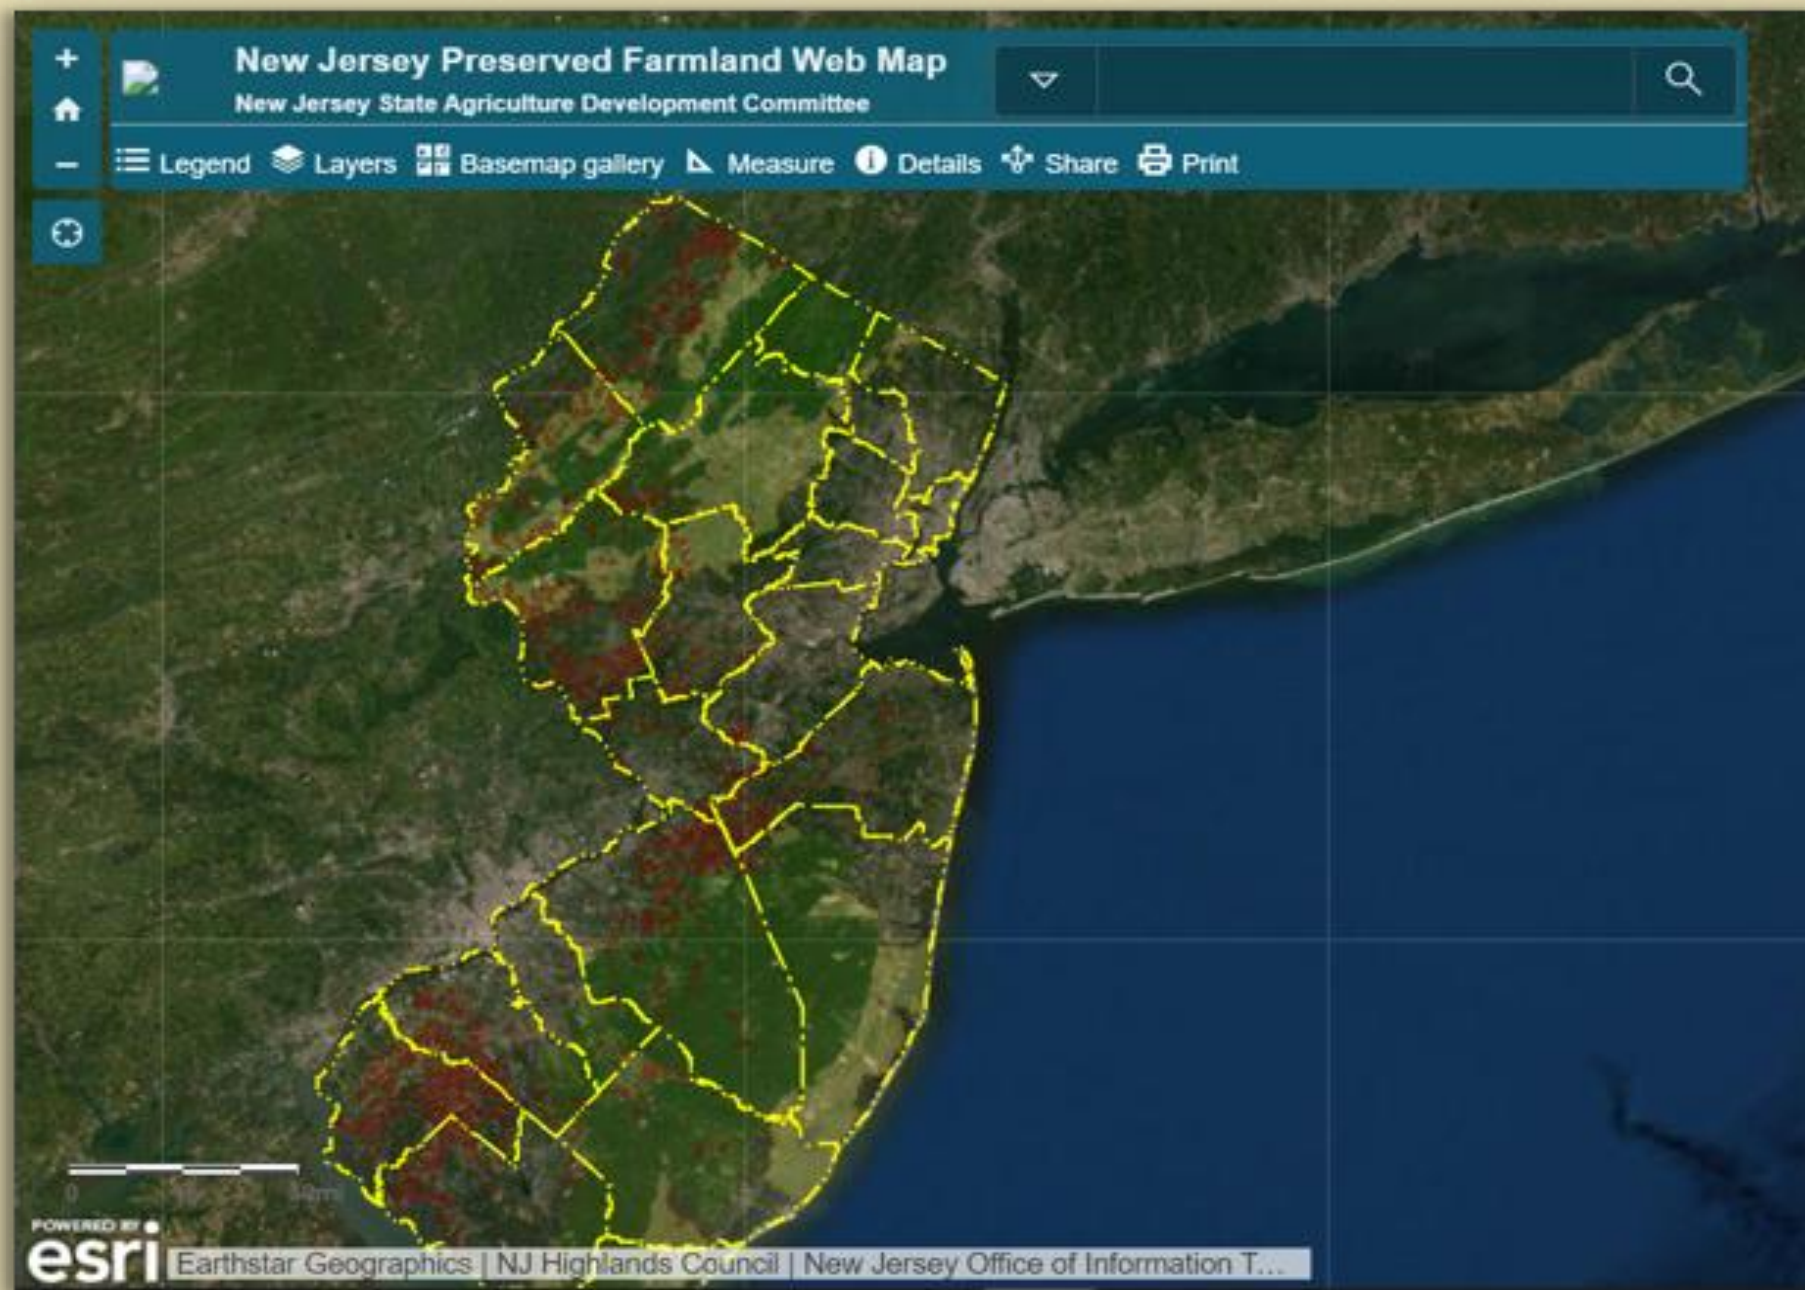 New Jersey Preserved Farmland Web Map
New Jersey State Agriculture Development Committee
Legend Layers Basemap gallery Measure Details Share Print
0
POWERED BY
esri
Earthstar Geographics | NJ Highlands Council | New Jersey Office of Information T...